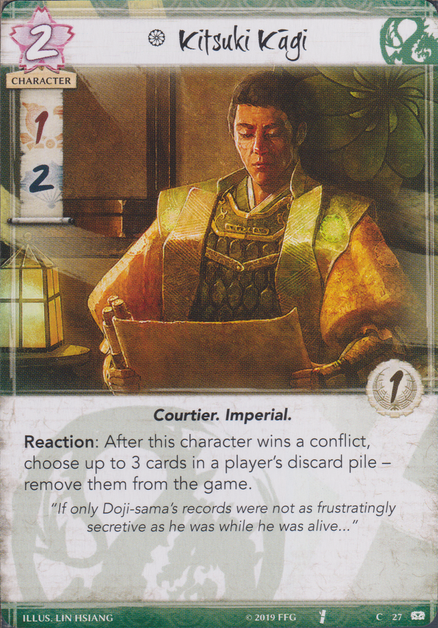 2
Kitsuki Kāgi
CHARACTER
1
2
1
Courtier. Imperial.
Reaction: After this character wins a conflict,
choose up to 3 cards in a player's discard pile –
remove them from the game.
"If only Doji-sama's records were not as frustratingly
secretive as he was while he was alive..."
ILLUS. LIN HSIANG
© 2019 FFG
C 27